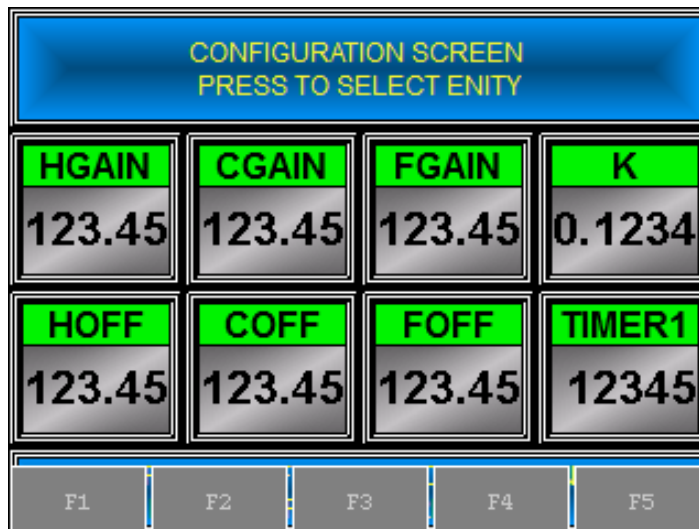 CONFIGURATION SCREEN
PRESS TO SELECT ENITY
HGAIN CGAIN FGAIN K
123.45 123.45 123.45 0.1234
HOFF COFF FOFF TIMER1
123.45 123.45 123.45 12345
F1 F2 F3 F4 F5